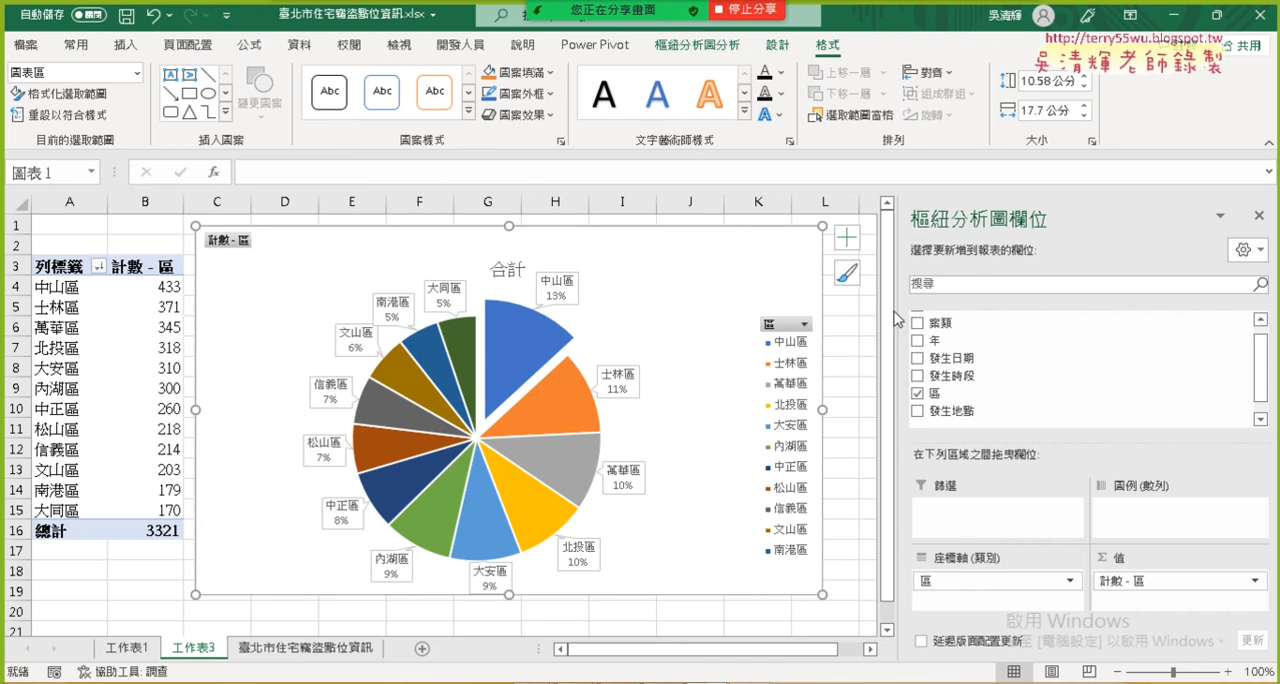 自動儲存 關閉 臺北市住宅竊盜點位資訊.xlsx 您正在分享畫面 停止分享 吳清輝
http://terry55wu.blogspot.tw
吳清輝老師錄製
檔案 常用 插入 頁面配置 公式 資料 校閱 檢視 開發人員 說明 Power Pivot 樞紐分析圖分析 設計 格式 共用
圖表區
格式化選取範圍
重設以符合樣式
目前的選取範圍
變更圖案
插入圖案
Abc Abc Abc
圖案填滿
圖案外框
圖案效果
圖案樣式
A A A
文字藝術師樣式
上移一層 對齊
下移一層 組成群組
選取範圍窗格 旋轉
排列
10.58 公分
17.7 公分
大小
圖表 1 fx
A B C D E F G H I J K L
1
2
3 列標籤 計數 - 區
4 中山區 433
5 士林區 371
6 萬華區 345
7 北投區 318
8 大安區 310
9 內湖區 300
10 中正區 260
11 松山區 218
12 信義區 214
13 文山區 203
14 南港區 179
15 大同區 170
16 總計 3321
17
18
19
20
21
計數 - 區
合計
中山區
13%
士林區
11%
萬華區
10%
北投區
10%
大安區
9%
內湖區
9%
中正區
8%
松山區
7%
信義區
7%
文山區
6%
南港區
5%
大同區
5%
區
中山區
士林區
萬華區
北投區
大安區
內湖區
中正區
松山區
信義區
文山區
南港區
樞紐分析圖欄位
選擇要新增到報表的欄位:
搜尋
案類
年
發生日期
發生時段
區
發生地點
在下列區域之間拖曳欄位:
篩選 圖例 (數列)
座標軸 (類別) Σ 值
區 計數 - 區
啟用 Windows
至 [電腦設定] 以啟用 Windows。
延遲版面配置更新 更新
工作表1 工作表3 臺北市住宅竊盜點位資訊
就緒 協助工具: 調查 100%